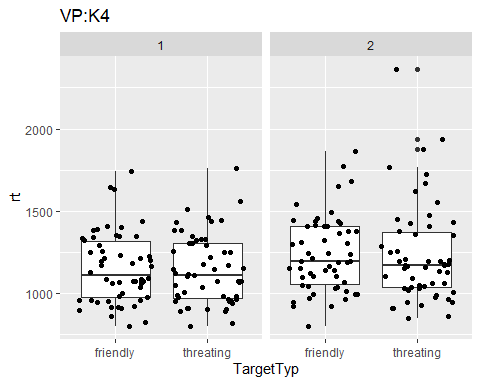 VP:K4
1 2
rt
2000
1500
1000
friendly threating friendly threating
TargetTyp